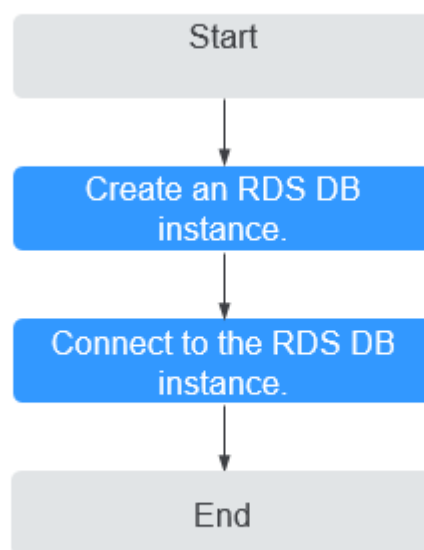 Start
Create an RDS DB
instance.
Connect to the RDS DB
instance.
End